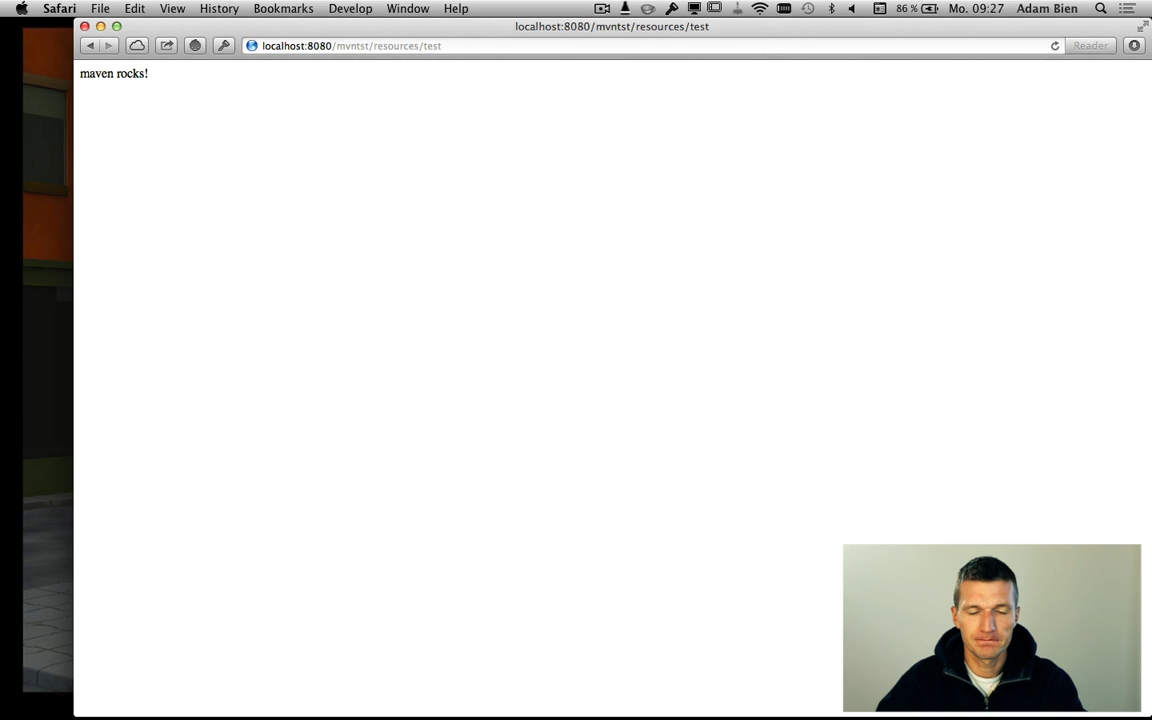 Safari File Edit View History Bookmarks Develop Window Help 86 % Mo. 09:27 Adam Bien
localhost:8080/mvntst/resources/test
localhost:8080/mvntst/resources/test Reader
maven rocks!